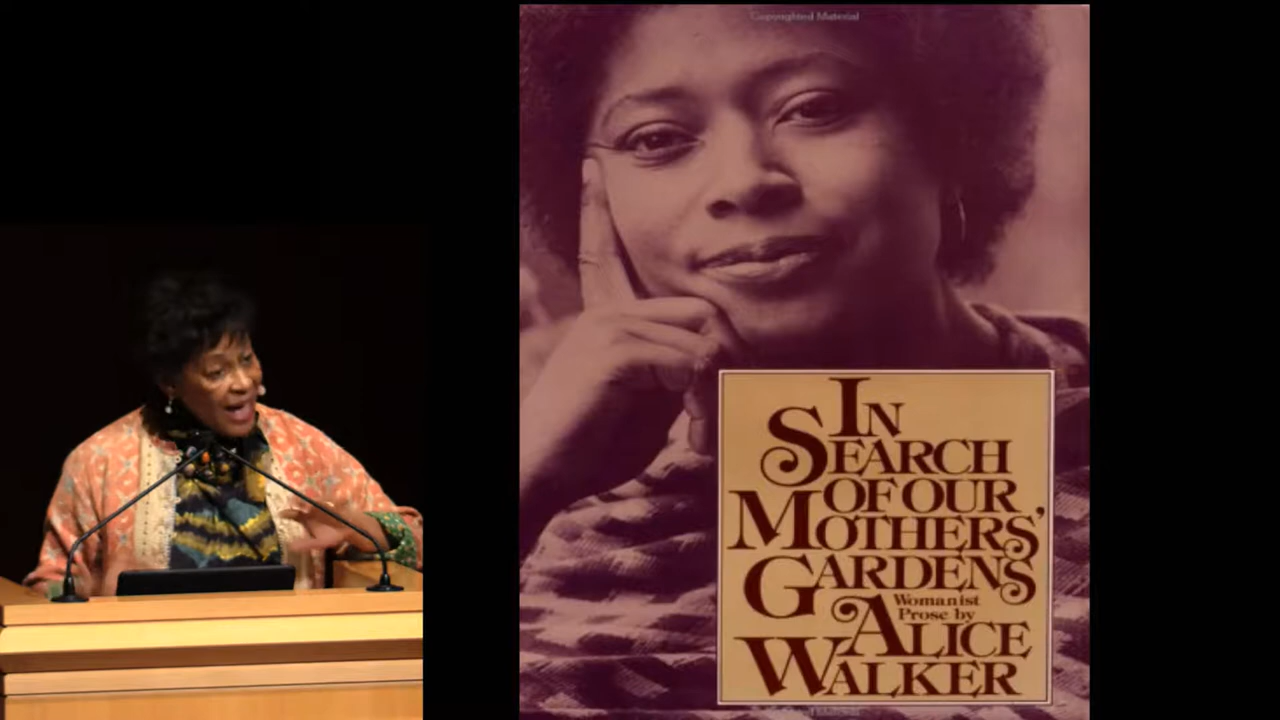 Copyrighted Material
IN
SEARCH
OF OUR
MOTHERS'
GARDENS
Womanist
Prose by
ALICE
WALKER